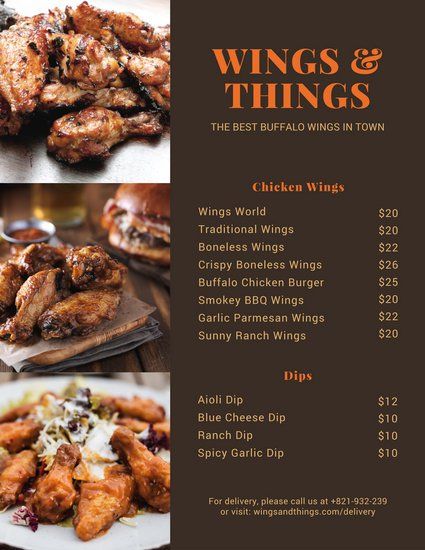 WINGS &
THINGS
THE BEST BUFFALO WINGS IN TOWN
Chicken Wings
Wings World $20
Traditional Wings $20
Boneless Wings $22
Crispy Boneless Wings $26
Buffalo Chicken Burger $25
Smokey BBQ Wings $20
Garlic Parmesan Wings $22
Sunny Ranch Wings $20
Dips
Aioli Dip $12
Blue Cheese Dip $10
Ranch Dip $10
Spicy Garlic Dip $10
For delivery, please call us at +821-932-239
or visit: wingsandthings.com/delivery